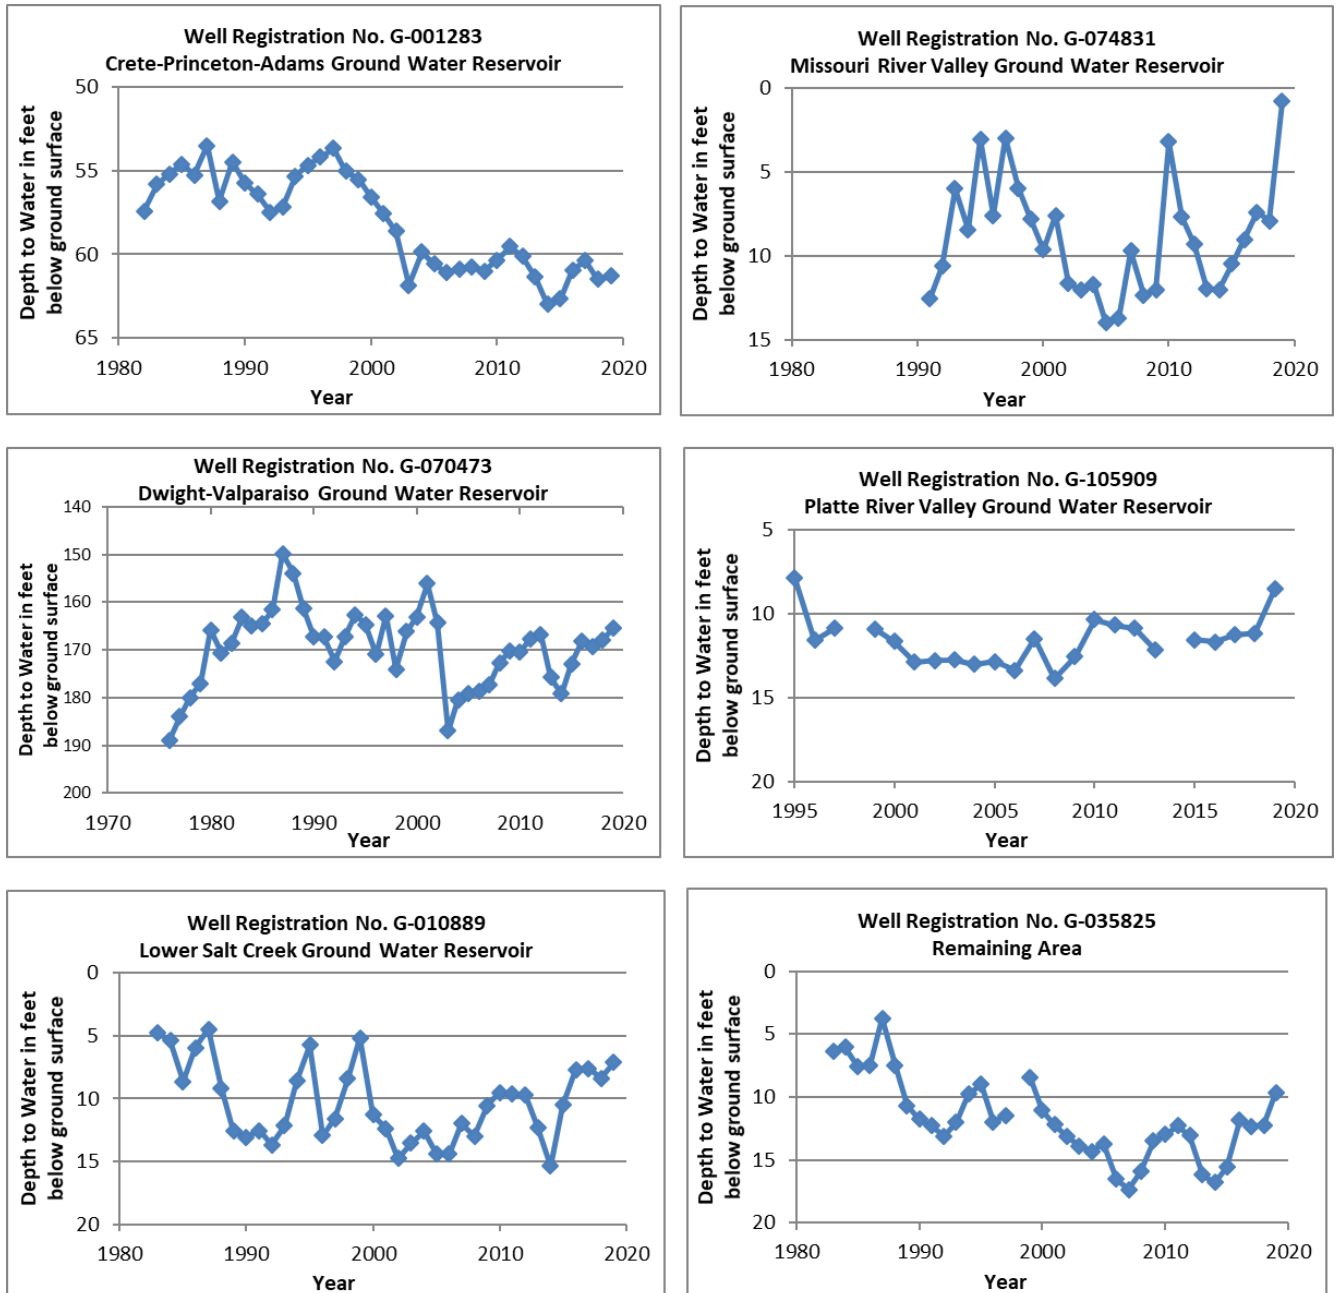 Well Registration No. G-001283
Crete-Princeton-Adams Ground Water Reservoir
Depth to Water in feet
below ground surface
50
55
60
65
1980
1990
2000
2010
2020
Year
Well Registration No. G-074831
Missouri River Valley Ground Water Reservoir
Depth to Water in feet
below ground surface
0
5
10
15
1980
1990
2000
2010
2020
Year
Well Registration No. G-070473
Dwight-Valparaiso Ground Water Reservoir
Depth to Water in feet
below ground surface
140
150
160
170
180
190
200
1970
1980
1990
2000
2010
2020
Year
Well Registration No. G-105909
Platte River Valley Ground Water Reservoir
Depth to Water in feet
below ground surface
5
10
15
20
1995
2000
2005
2010
2015
2020
Year
Well Registration No. G-010889
Lower Salt Creek Ground Water Reservoir
Depth to Water in feet
below ground surface
0
5
10
15
20
1980
1990
2000
2010
2020
Year
Well Registration No. G-035825
Remaining Area
Depth to Water in feet
below ground surface
0
5
10
15
20
1980
1990
2000
2010
2020
Year